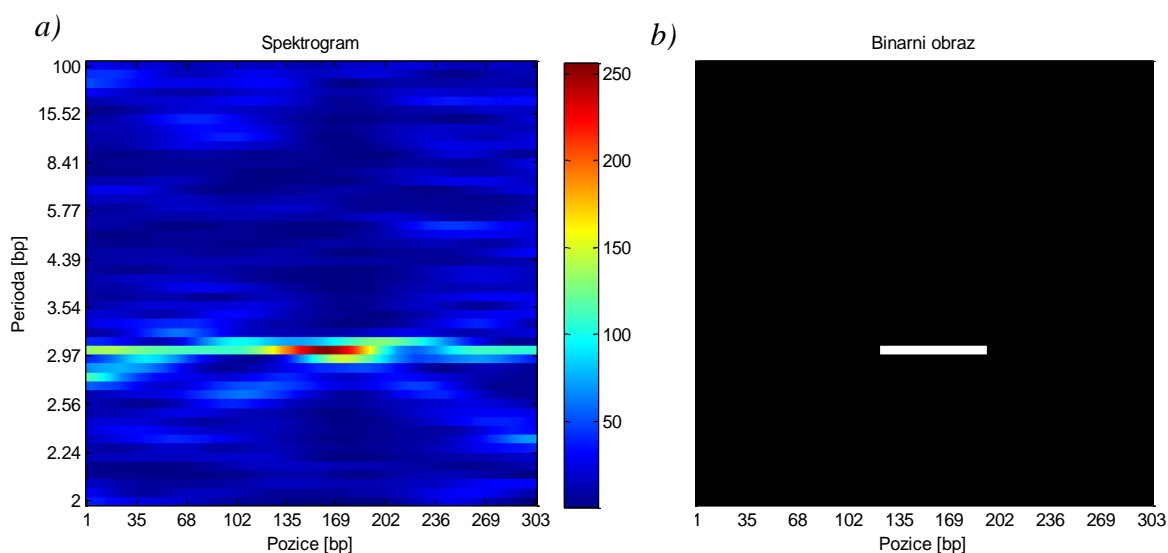 a)
Spektrogram
Perioda [bp]
100
15.52
8.41
5.77
4.39
3.54
2.97
2.56
2.24
2
1 35 68 102 135 169 202 236 269 303
Pozice [bp]
250
200
150
100
50
b)
Binarni obraz
1 35 68 102 135 169 202 236 269 303
Pozice [bp]